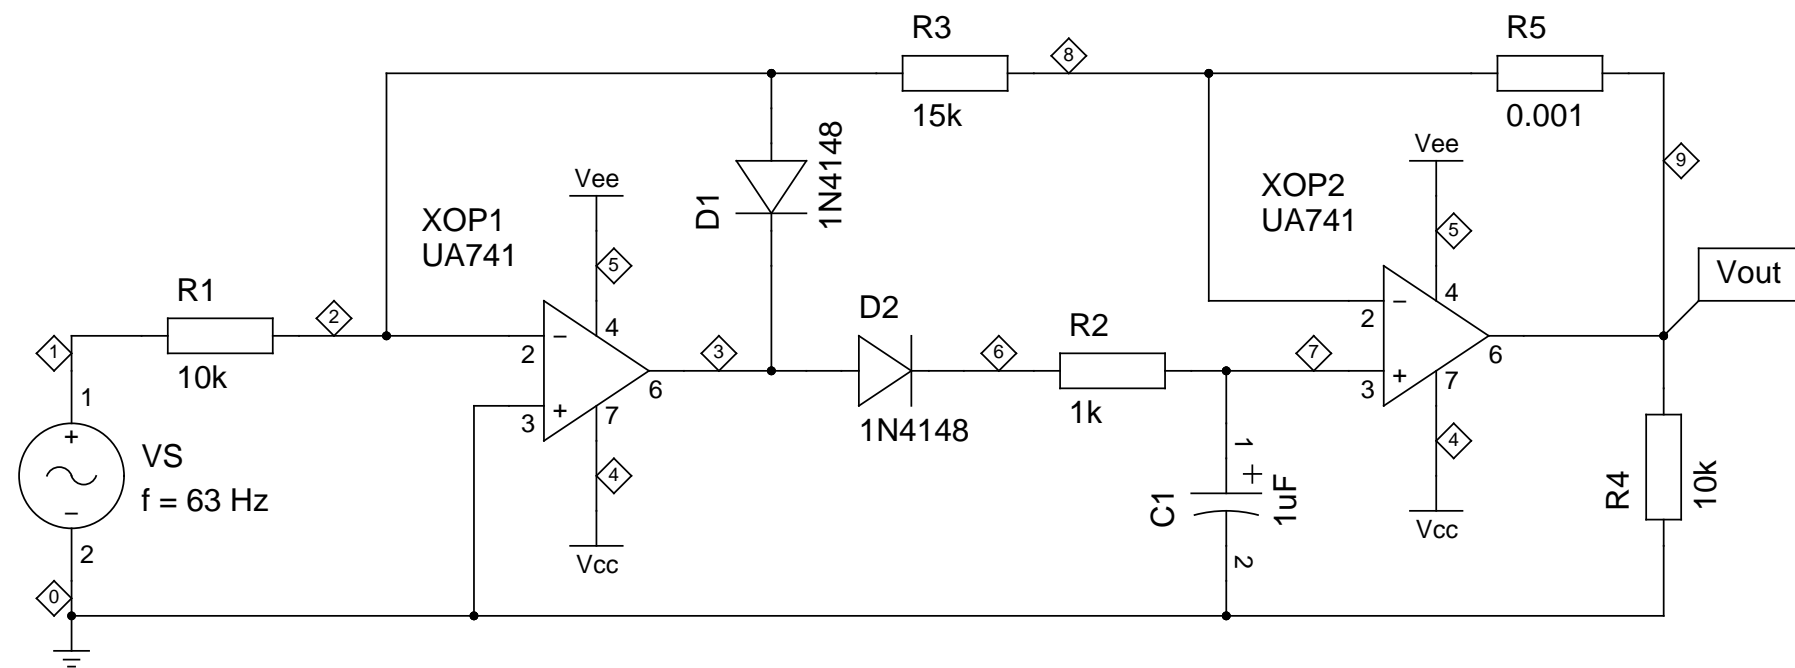 R3
8
R5
15k
0.001
1N4148
Vee
9
Vee
XOP2
UA741
D1
XOP1
UA741
5
5
Vout
R1
D2
4
4
2
R2
2
2
1
3
6
7
6
6
10k
3
7
1k
3
7
1
+
1N4148
4
1
+
VS
4
R4
10k
f = 63 Hz
C1
1uF
Vcc
2
Vcc
2
0